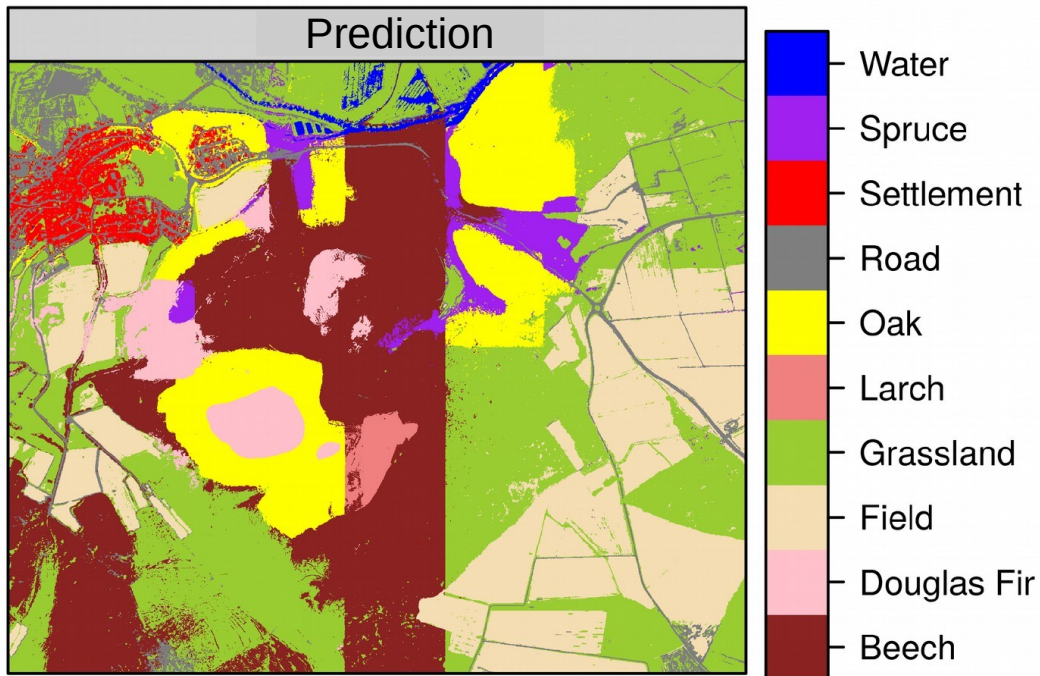 Prediction
Water
Spruce
Settlement
Road
Oak
Larch
Grassland
Field
Douglas Fir
Beech